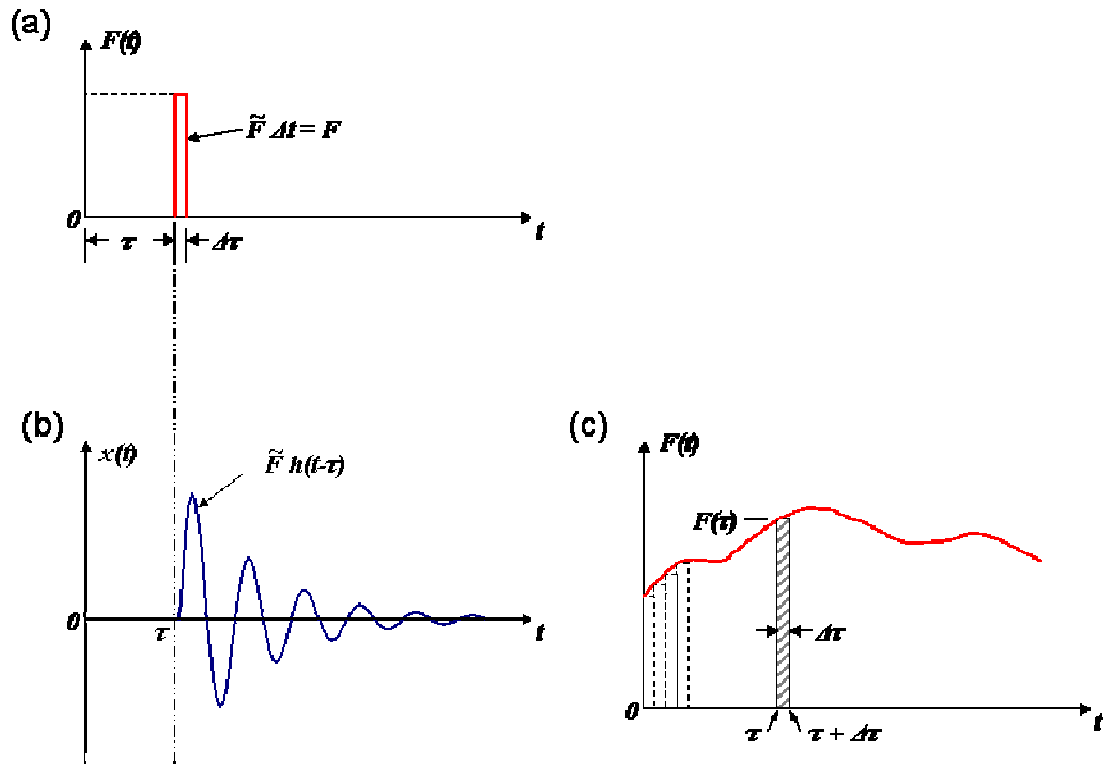 (a)
F(t)
F̃ Δt = F
0
t
τ
Δτ
(b)
x(t)
F̃ h(t-τ)
0
τ
t
(c)
F(t)
F(τ)
Δτ
0
τ
τ + Δτ
t